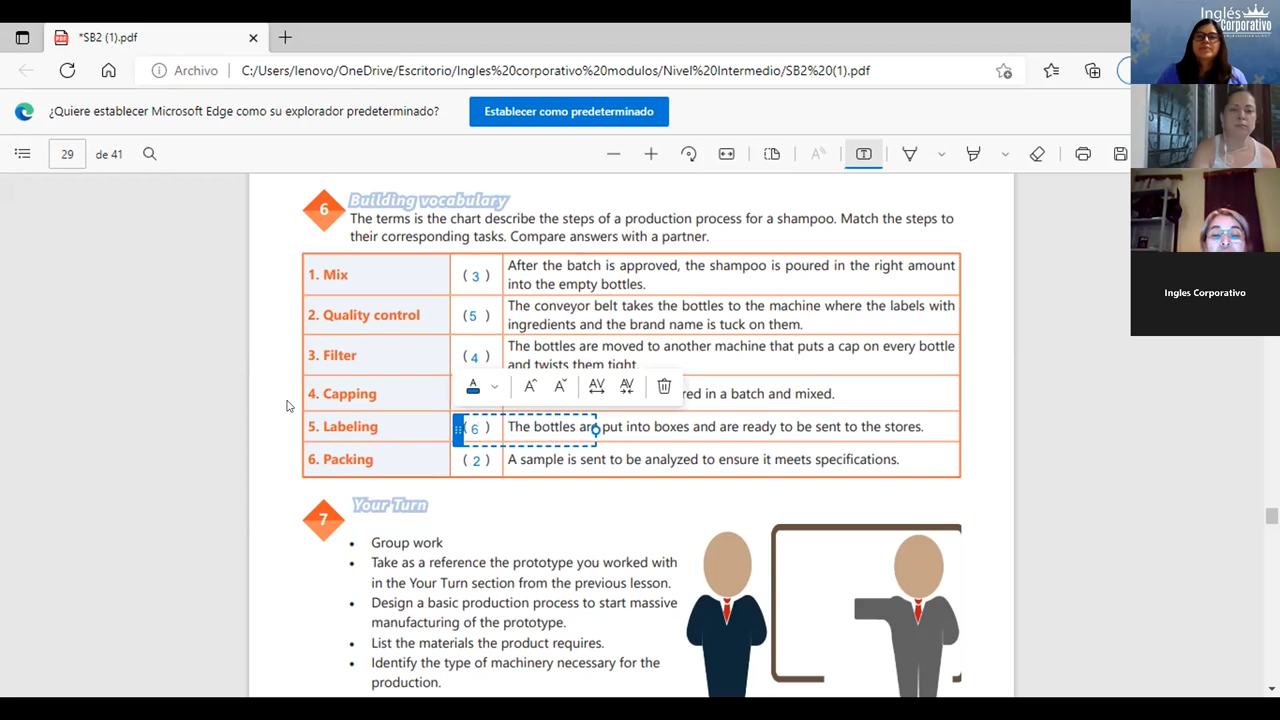 *SB2 (1).pdf
Archivo
C:/Users/lenovo/OneDrive/Escritorio/Ingles%20corporativo%20modulos/Nivel%20Intermedio/SB2%20(1).pdf
¿Quiere establecer Microsoft Edge como su explorador predeterminado?
Establecer como predeterminado
29 de 41
6 Building vocabulary
The terms is the chart describe the steps of a production process for a shampoo. Match the steps to
their corresponding tasks. Compare answers with a partner.
1. Mix ( 3 ) After the batch is approved, the shampoo is poured in the right amount
into the empty bottles.
2. Quality control ( 5 ) The conveyor belt takes the bottles to the machine where the labels with
ingredients and the brand name is tuck on them.
3. Filter ( 4 ) The bottles are moved to another machine that puts a cap on every bottle
and twists them tight.
4. Capping red in a batch and mixed.
5. Labeling ( 6 ) The bottles are put into boxes and are ready to be sent to the stores.
6. Packing ( 2 ) A sample is sent to be analyzed to ensure it meets specifications.
7 Your Turn
• Group work
• Take as a reference the prototype you worked with
in the Your Turn section from the previous lesson.
• Design a basic production process to start massive
manufacturing of the prototype.
• List the materials the product requires.
• Identify the type of machinery necessary for the
production.
Inglés
Corporativo
Ingles Corporativo